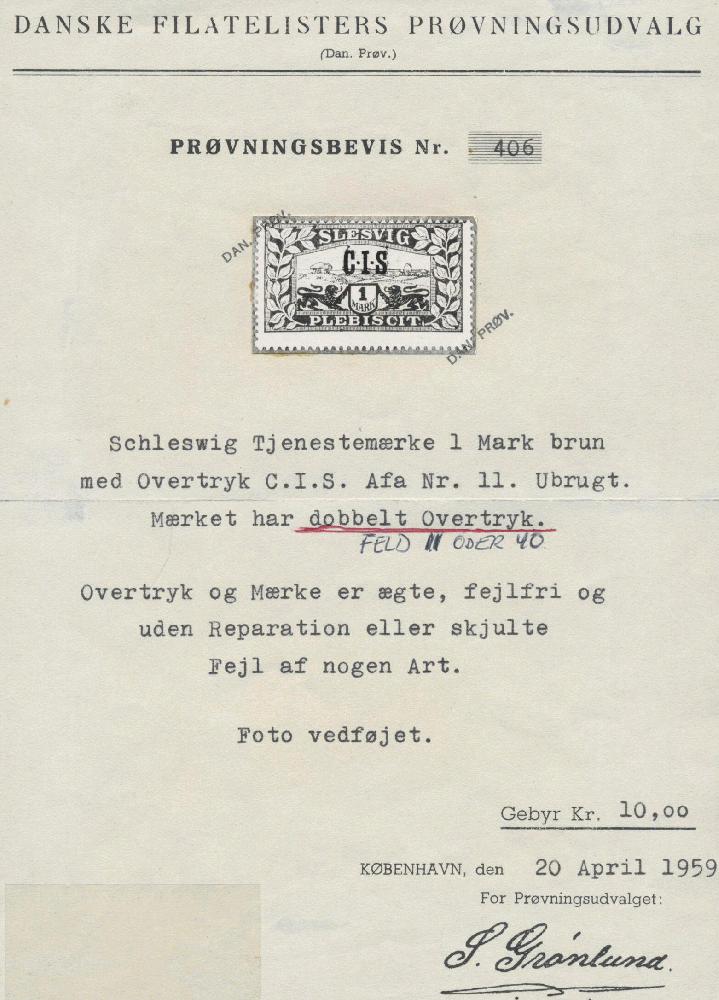 DANSKE FILATELISTERS PRØVNINGSUDVALG
(Dan. Prøv.)
PRØVNINGSBEVIS Nr. 406
DAN. PRØV.
SLESVIG
C·I·S
1
MARK
PLEBISCIT.
DAN. PRØV.
Schleswig Tjenestemærke 1 Mark brun
med Overtryk C.I.S. Afa Nr. 11. Ubrugt.
Mærket har dobbelt Overtryk.
FELD ODER 40
Overtryk og Mærke er ægte, fejlfri og
uden Reparation eller skjulte
Fejl af nogen Art.
Foto vedføjet.
Gebyr Kr. 10,00
KØBENHAVN, den 20 April 1959
For Prøvningsudvalget:
S. Grønlund.